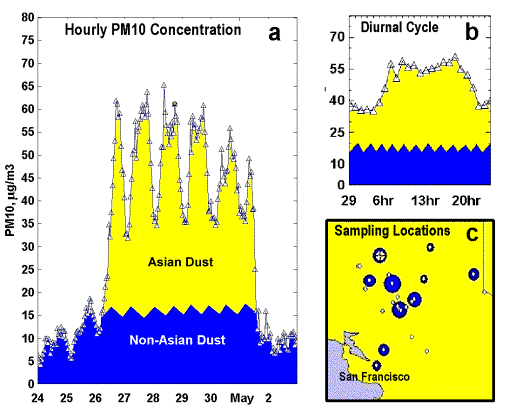 Hourly PM10 Concentration
a
PM10, µg/m3
80
75
70
65
60
55
50
45
40
35
30
25
20
15
10
5
0
Asian Dust
Non-Asian Dust
24 25 26 27 28 29 30 May 2
Diurnal Cycle
b
70
55
40
25
10
0
29 6hr 13hr 20hr
Sampling Locations
c
San Francisco